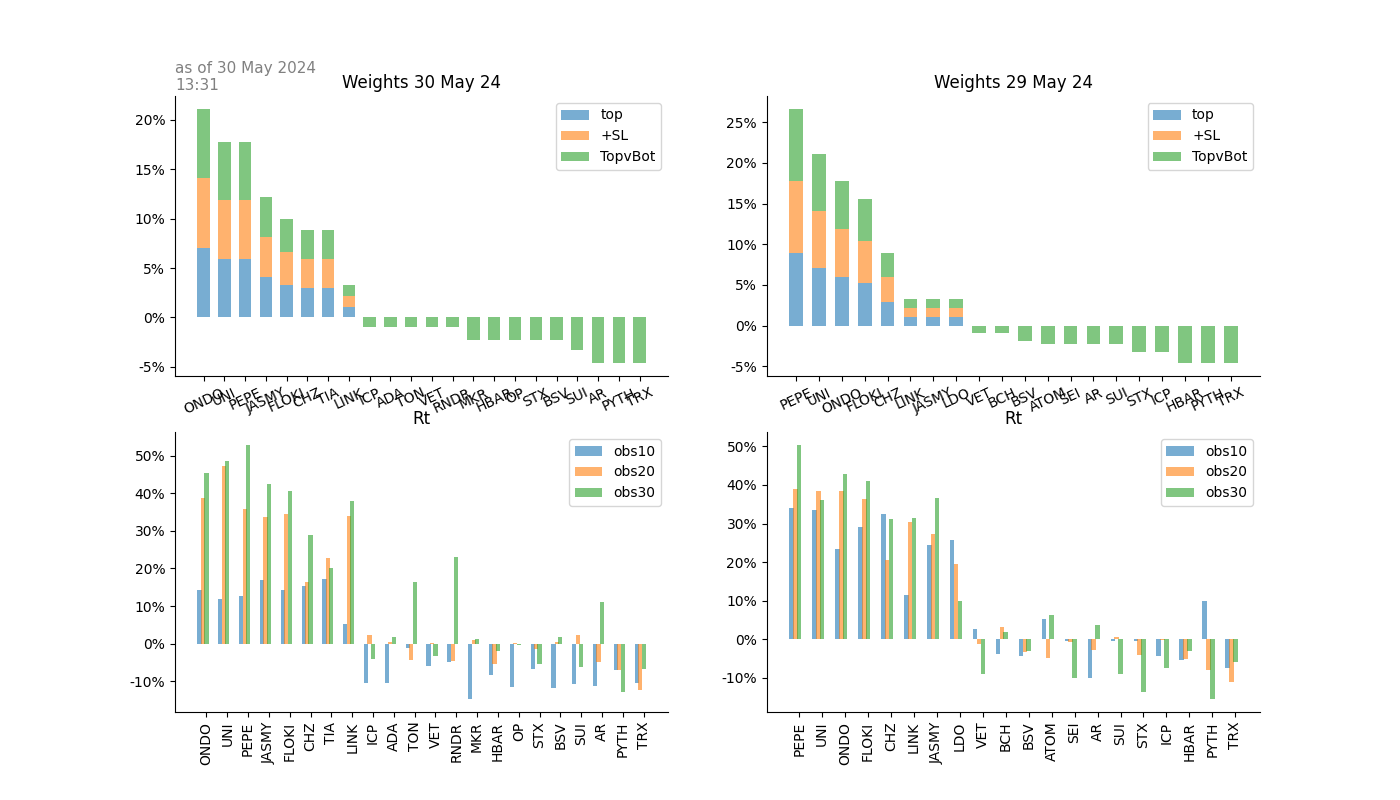 as of 30 May 2024
13:31
Weights 30 May 24
20%
15%
10%
5%
0%
-5%
top
+SL
TopvBot
ONDO UNI PEPE JASMY FLOKI CHZ TIA LINK ICP ADA TON VET RNDR MKR HBAR OP STX BSV SUI AR PYTH TRX
Weights 29 May 24
25%
20%
15%
10%
5%
0%
-5%
top
+SL
TopvBot
PEPE UNI ONDO FLOKI CHZ LINK JASMY LDO VET BCH BSV ATOM SEI AR SUI STX ICP HBAR PYTH TRX
Rt
50%
40%
30%
20%
10%
0%
-10%
obs10
obs20
obs30
ONDO UNI PEPE JASMY FLOKI CHZ TIA LINK ICP ADA TON VET RNDR MKR HBAR OP STX BSV SUI AR PYTH TRX
Rt
50%
40%
30%
20%
10%
0%
-10%
obs10
obs20
obs30
PEPE UNI ONDO FLOKI CHZ LINK JASMY LDO VET BCH BSV ATOM SEI AR SUI STX ICP HBAR PYTH TRX